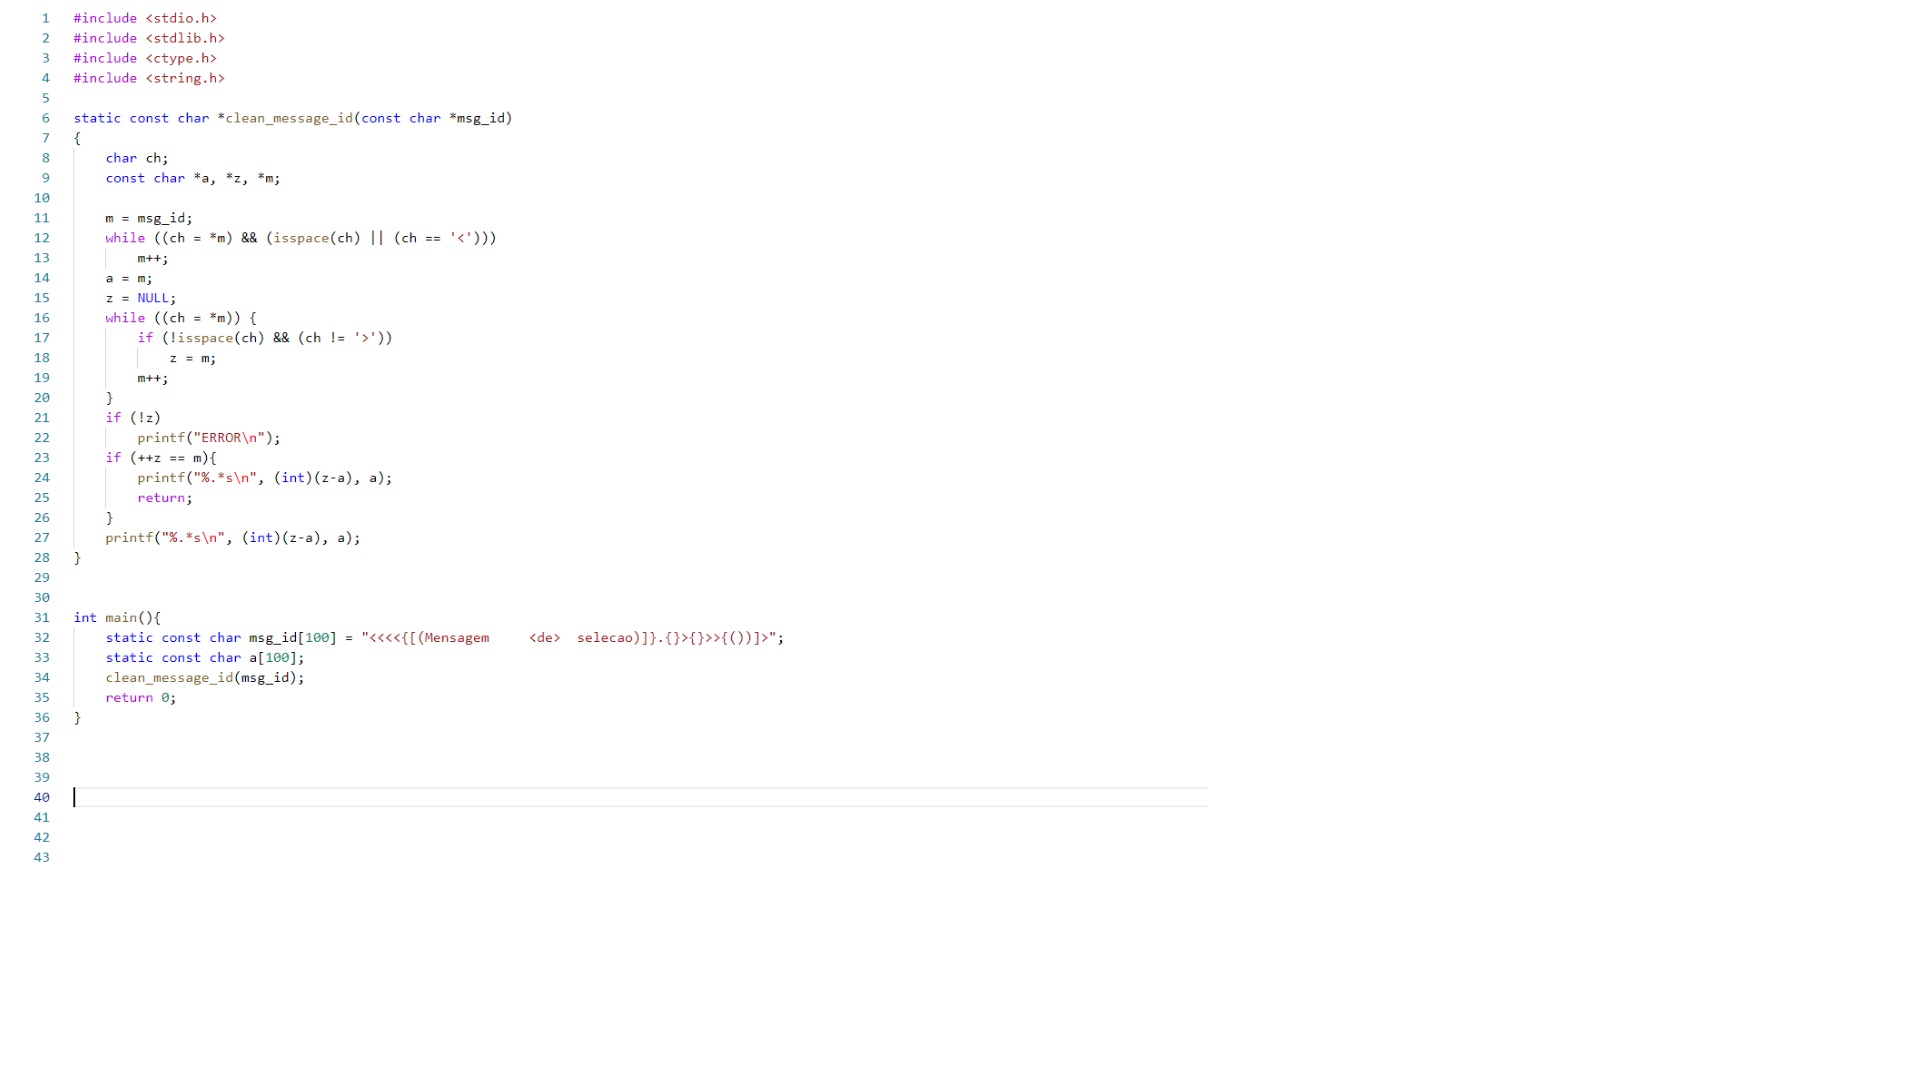 1 #include <stdio.h>
2 #include <stdlib.h>
3 #include <ctype.h>
4 #include <string.h>
5
6 static const char *clean_message_id(const char *msg_id)
7 {
8     char ch;
9     const char *a, *z, *m;
10
11     m = msg_id;
12     while ((ch = *m) && (isspace(ch) || (ch == '<')))
13         m++;
14     a = m;
15     z = NULL;
16     while ((ch = *m)) {
17         if (!isspace(ch) && (ch != '>'))
18             z = m;
19         m++;
20     }
21     if (!z)
22         printf("ERROR\n");
23     if (++z == m){
24         printf("%.*s\n", (int)(z-a), a);
25         return;
26     }
27     printf("%.*s\n", (int)(z-a), a);
28 }
29
30
31 int main(){
32     static const char msg_id[100] = "<<<<{[(Mensagem     <de>  selecao)]}.{}>{}>>{())]>";
33     static const char a[100];
34     clean_message_id(msg_id);
35     return 0;
36 }
37
38
39
40
41
42
43